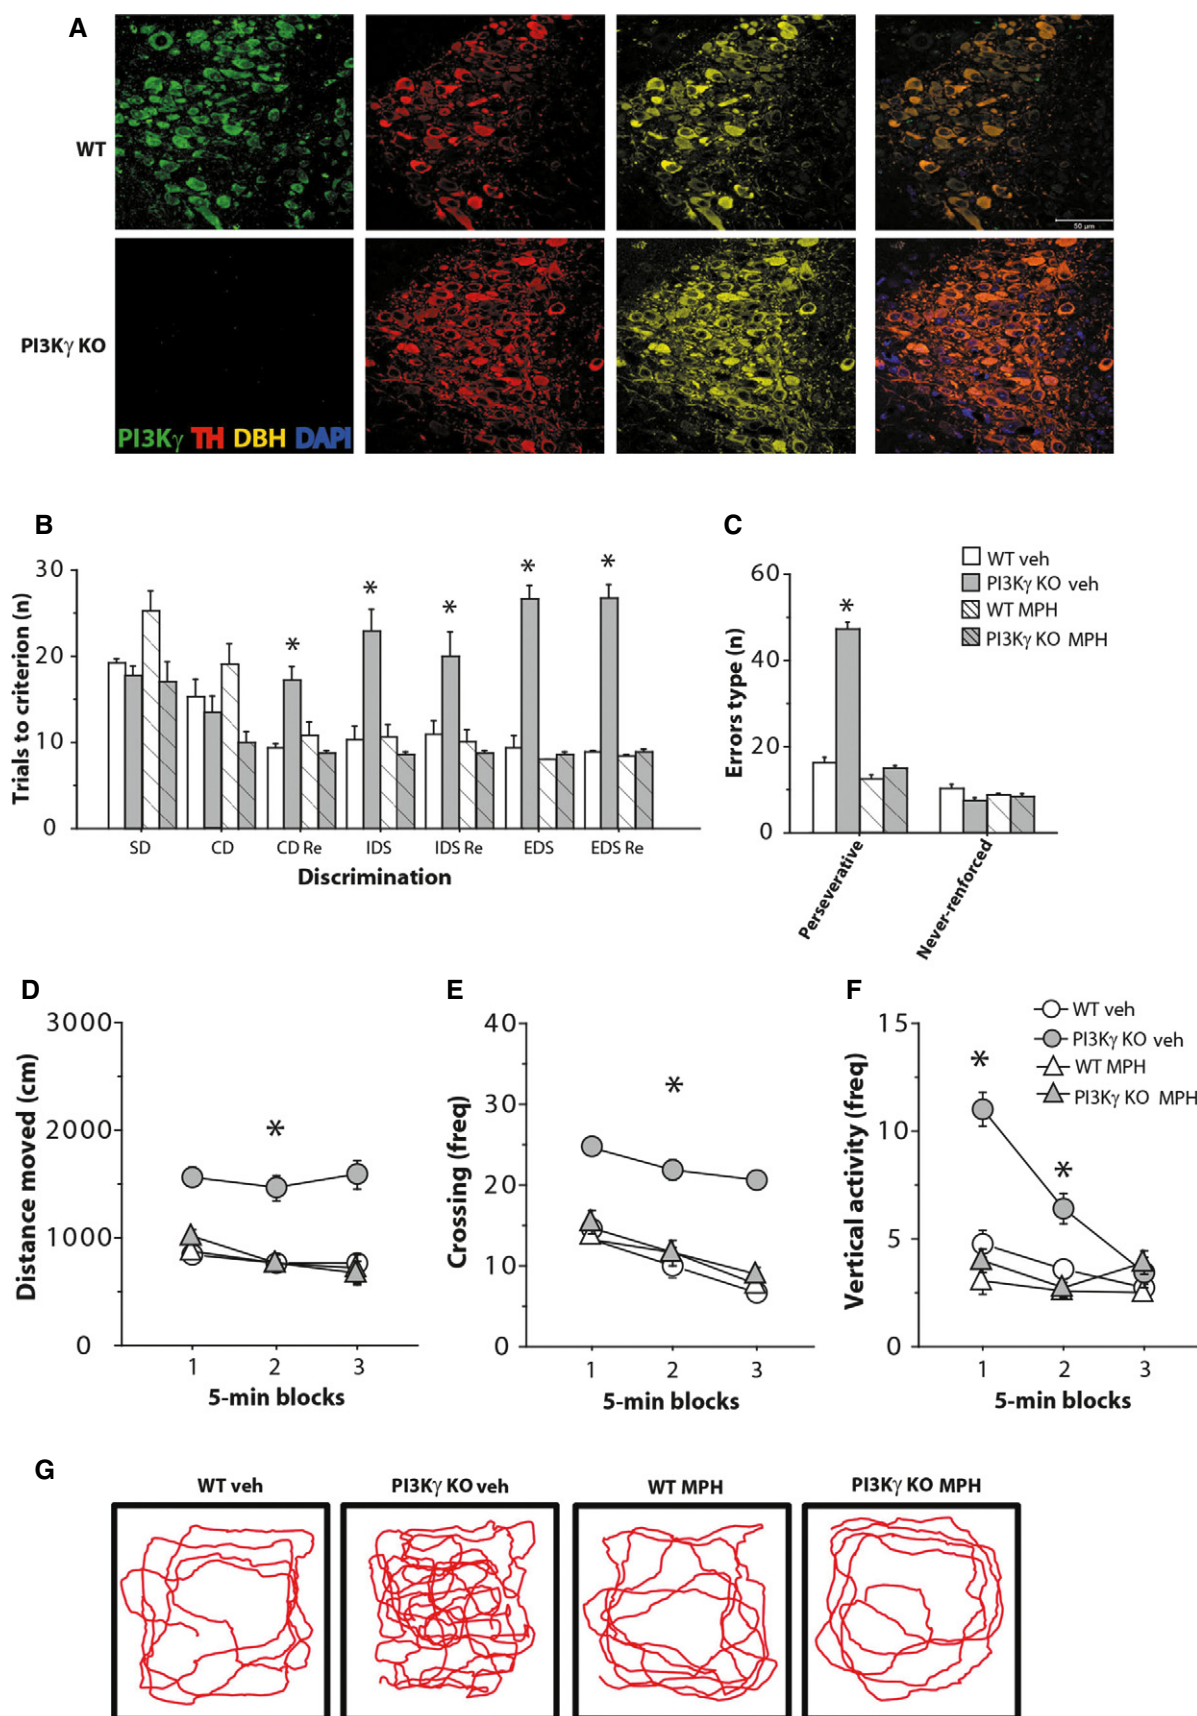 A
WT
50 µm
PI3Kγ KO
PI3Kγ TH DBH DAPI
B
Trials to criterion (n)
30
20
10
0
* * * * *
SD CD CD Re IDS IDS Re EDS EDS Re
Discrimination
C
Errors type (n)
60
40
20
0
*
Perseverative
Never-renforced
WT veh
PI3Kγ KO veh
WT MPH
PI3Kγ KO MPH
D
Distance moved (cm)
3000
2000
1000
0
*
1 2 3
5-min blocks
E
Crossing (freq)
40
30
20
10
0
*
1 2 3
5-min blocks
F
Vertical activity (freq)
15
10
5
0
* *
1 2 3
5-min blocks
WT veh
PI3Kγ KO veh
WT MPH
PI3Kγ KO MPH
G
WT veh
PI3Kγ KO veh
WT MPH
PI3Kγ KO MPH